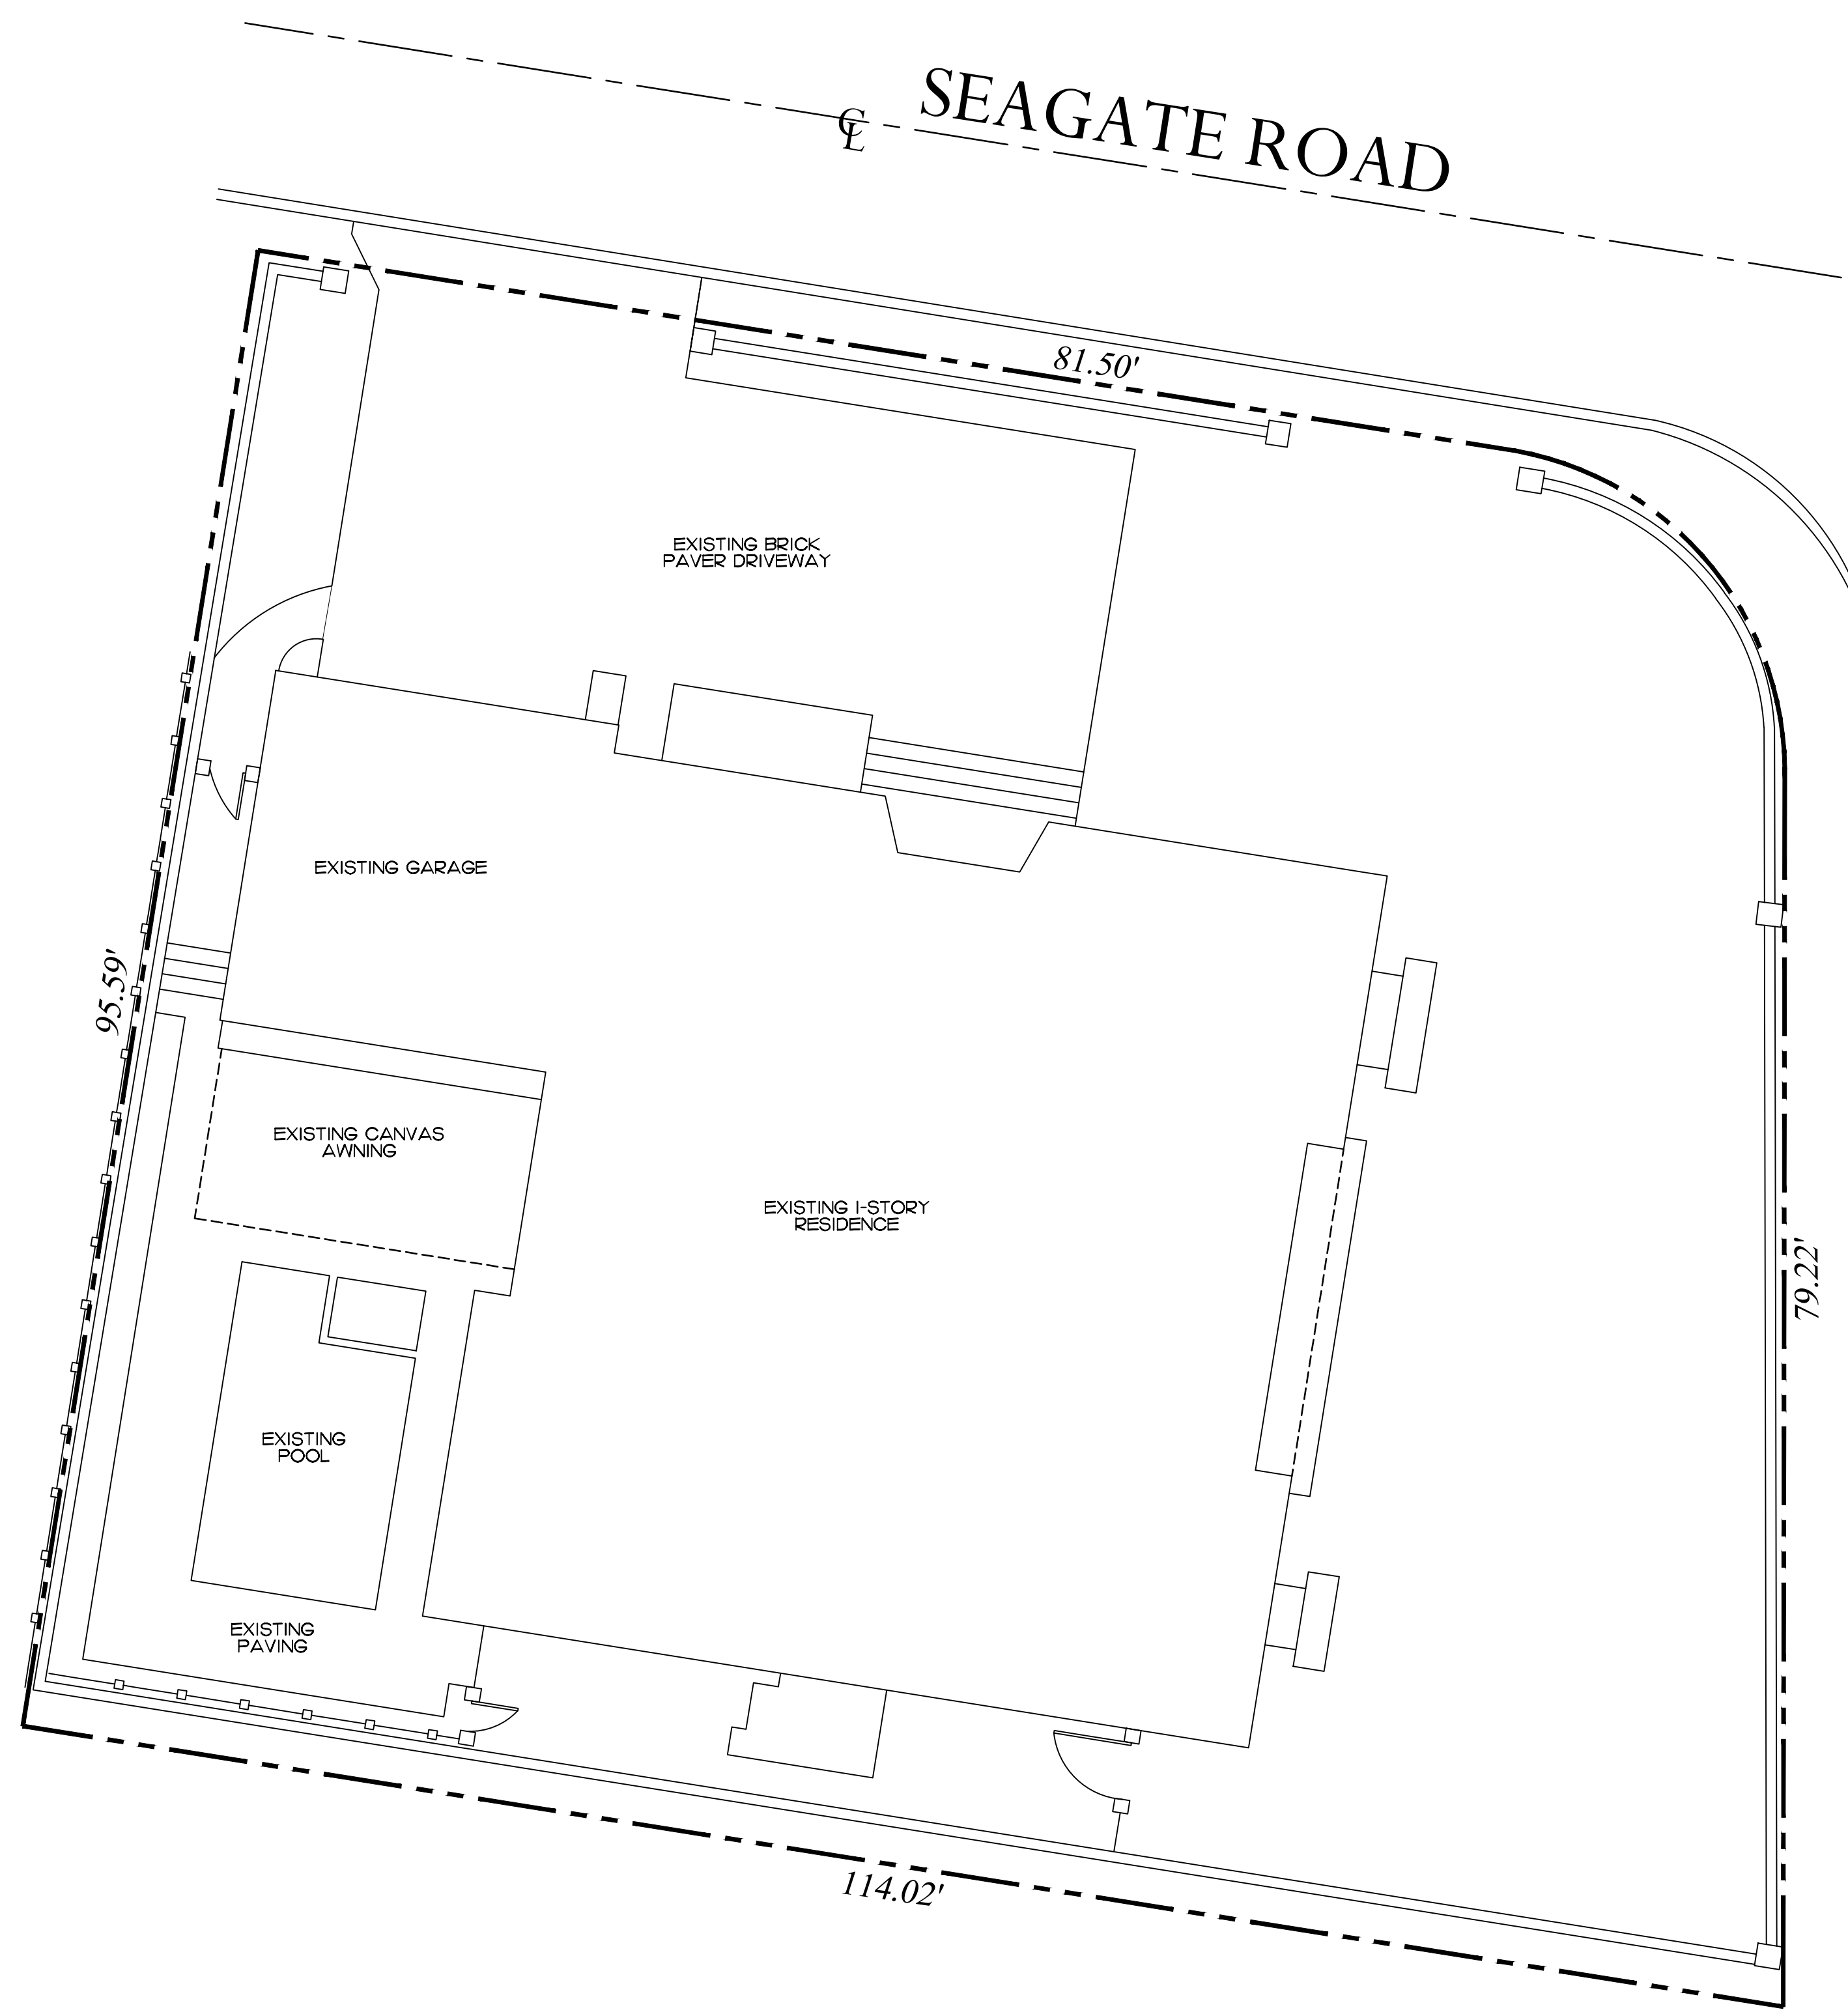 ℄ SEAGATE ROAD
81.50'
EXISTING BRICK
PAVER DRIVEWAY
EXISTING GARAGE
95.59'
EXISTING CANVAS
AWNING
EXISTING 1-STORY
RESIDENCE
79.22'
EXISTING
POOL
EXISTING
PAVING
114.02'